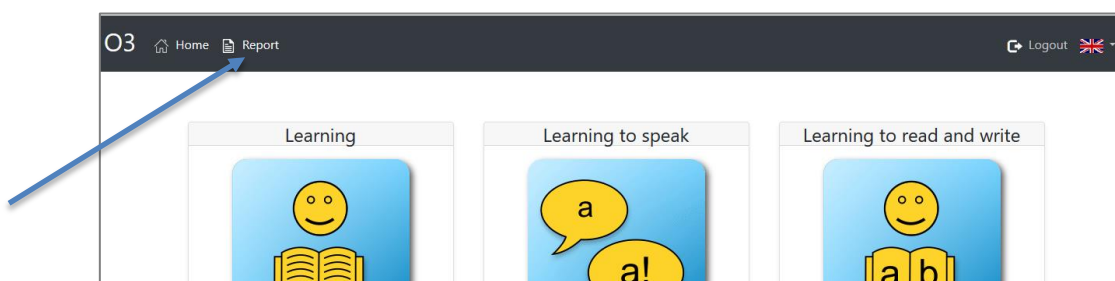 O3 Home Report Logout
Learning Learning to speak Learning to read and write
a
a!
a b